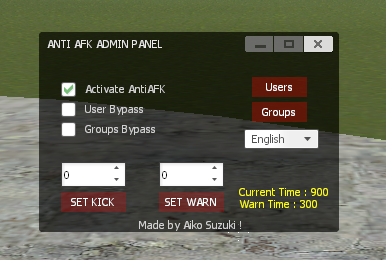 ANTI AFK ADMIN PANEL
Activate AntiAFK
Users
User Bypass
Groups
Groups Bypass
English
0
0
SET KICK
SET WARN
Current Time : 900
Warn Time : 300
Made by Aiko Suzuki !